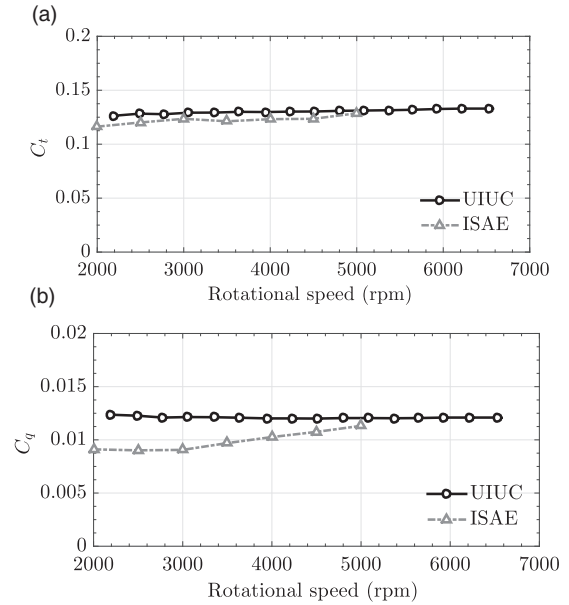 (a)
0.2
0.15
0.1
0.05
0
C_t
UIUC
ISAE
2000 3000 4000 5000 6000 7000
Rotational speed (rpm)
(b)
0.02
0.015
0.01
0.005
0
C_q
UIUC
ISAE
2000 3000 4000 5000 6000 7000
Rotational speed (rpm)